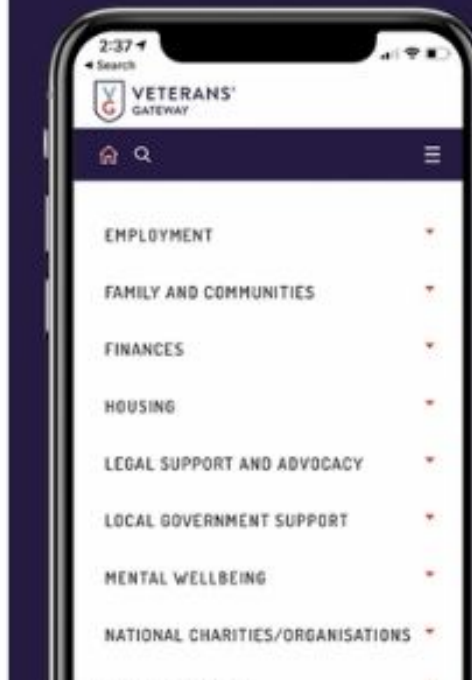 2:37
◂ Search
VETERANS'
GATEWAY
EMPLOYMENT
FAMILY AND COMMUNITIES
FINANCES
HOUSING
LEGAL SUPPORT AND ADVOCACY
LOCAL GOVERNMENT SUPPORT
MENTAL WELLBEING
NATIONAL CHARITIES/ORGANISATIONS